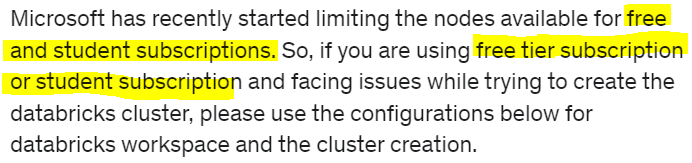 Microsoft has recently started limiting the nodes available for free
and student subscriptions. So, if you are using free tier subscription
or student subscription and facing issues while trying to create the
databricks cluster, please use the configurations below for
databricks workspace and the cluster creation.